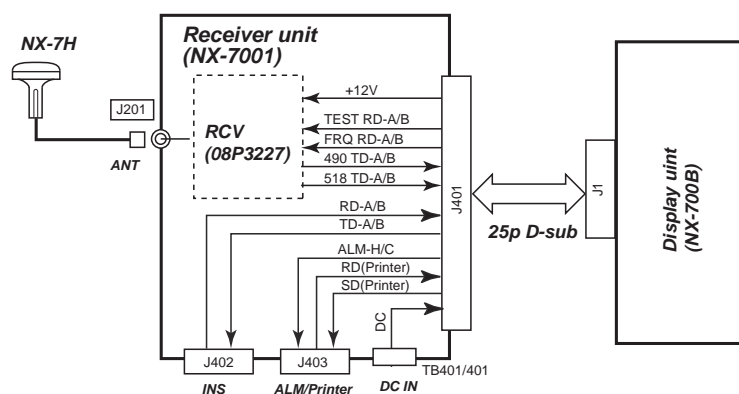 NX-7H
Receiver unit
(NX-7001)
J201
ANT
RCV
(08P3227)
+12V
TEST RD-A/B
FRQ RD-A/B
490 TD-A/B
518 TD-A/B
RD-A/B
TD-A/B
ALM-H/C
RD(Printer)
SD(Printer)
DC
J401
25p D-sub
J1
Display uint
(NX-700B)
J402
J403
TB401/401
INS
ALM/Printer
DC IN